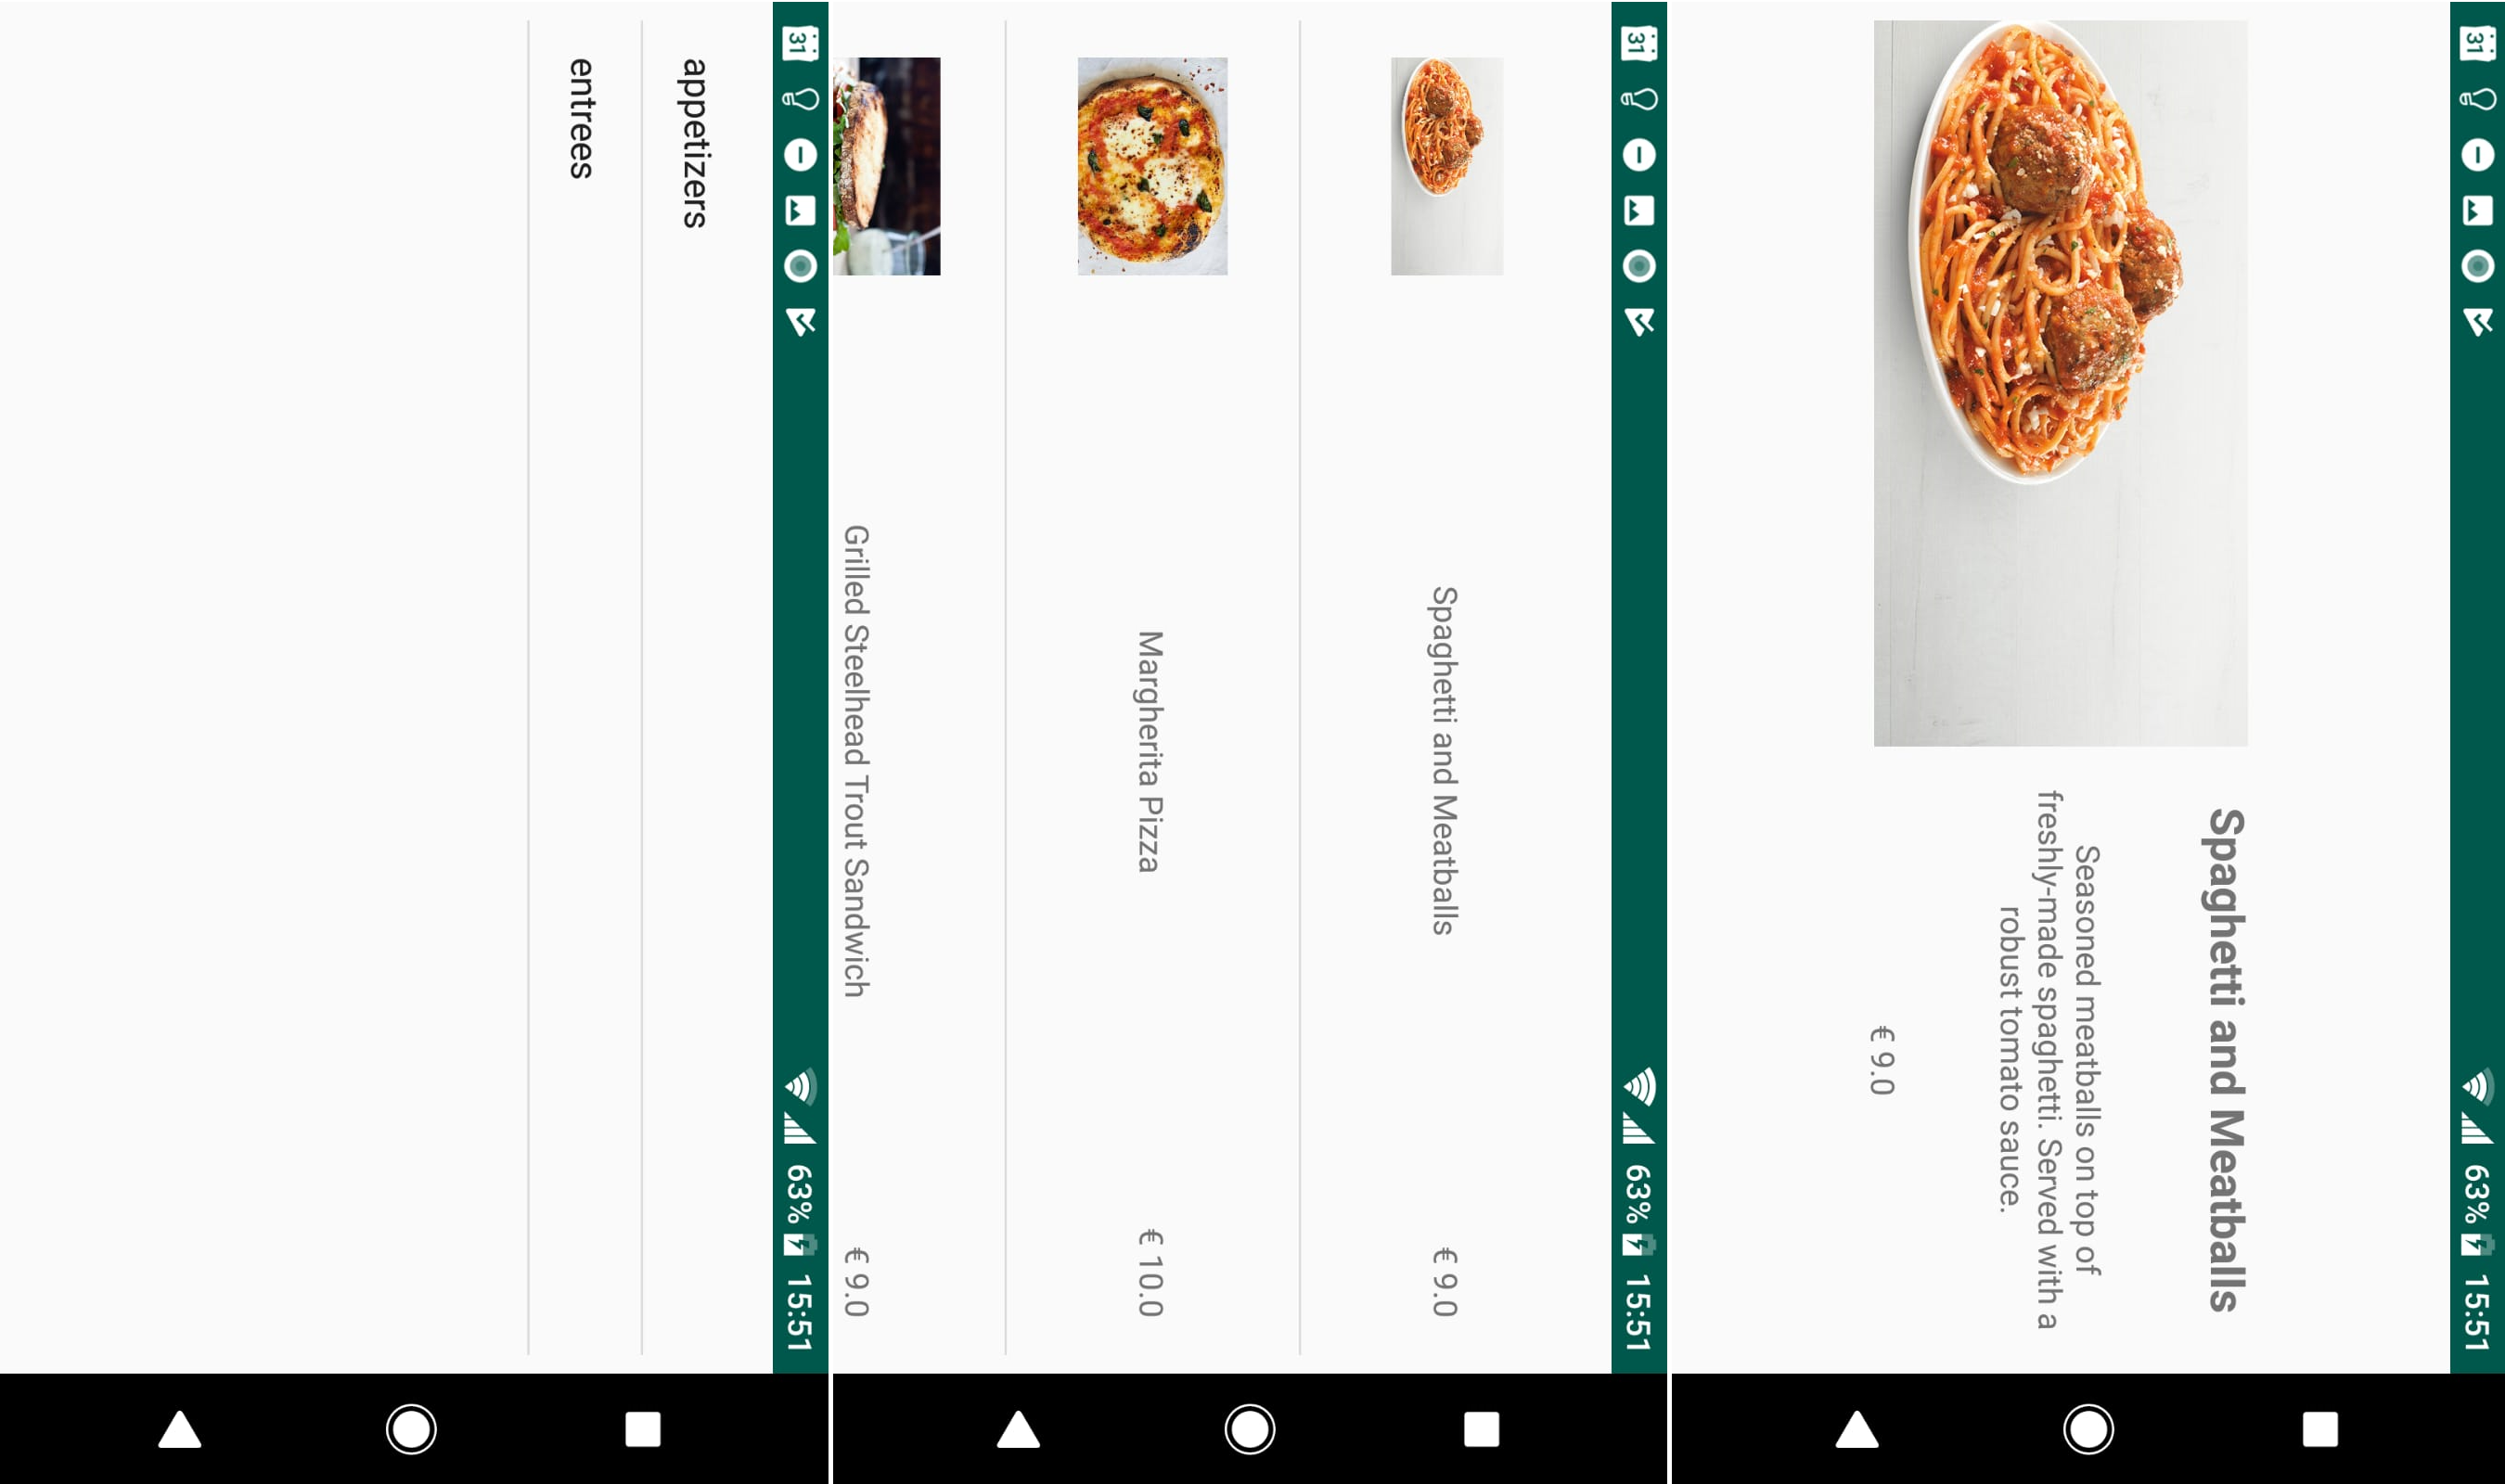 31
63% 15:51
appetizers
entrees
31
63% 15:51
Spaghetti and Meatballs
€ 9.0
Margherita Pizza
€ 10.0
Grilled Steelhead Trout Sandwich
€ 9.0
31
63% 15:51
Spaghetti and Meatballs
Seasoned meatballs on top of
freshly-made spaghetti. Served with a
robust tomato sauce.
€ 9.0